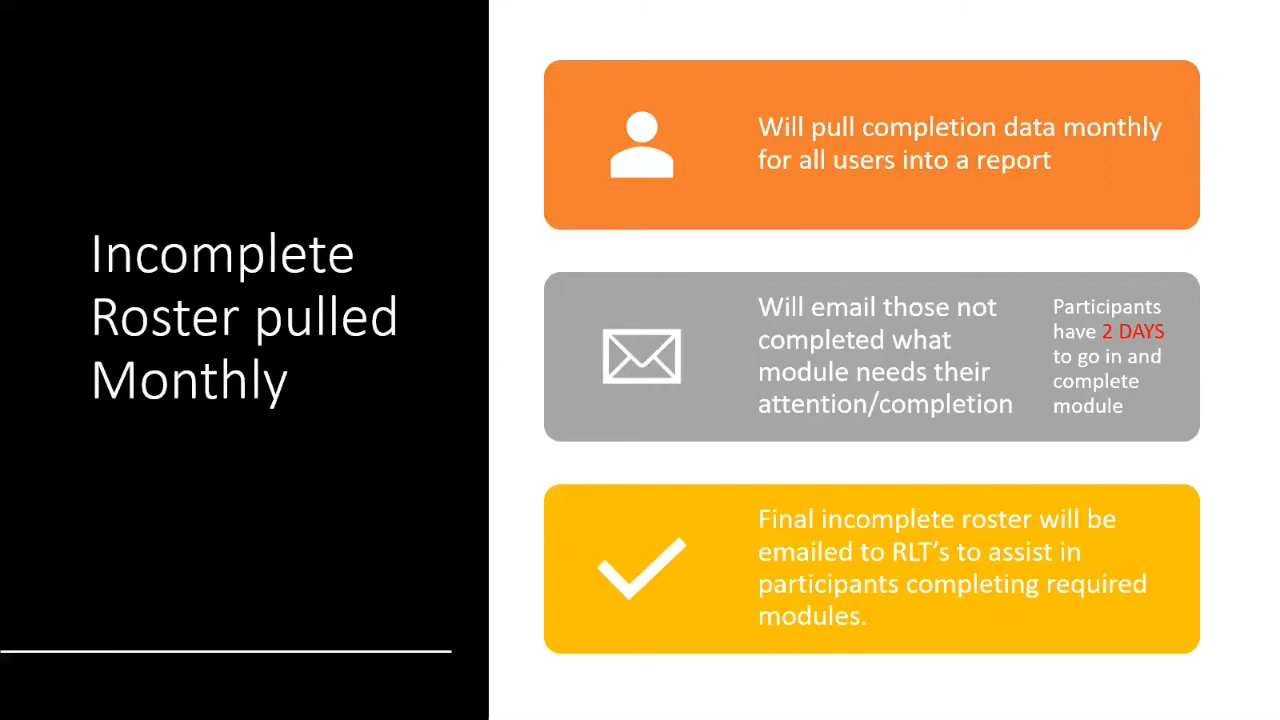 Incomplete
Roster pulled
Monthly
Will pull completion data monthly
for all users into a report
Will email those not
completed what
module needs their
attention/completion
Participants
have 2 DAYS
to go in and
complete
module
Final incomplete roster will be
emailed to RLT's to assist in
participants completing required
modules.